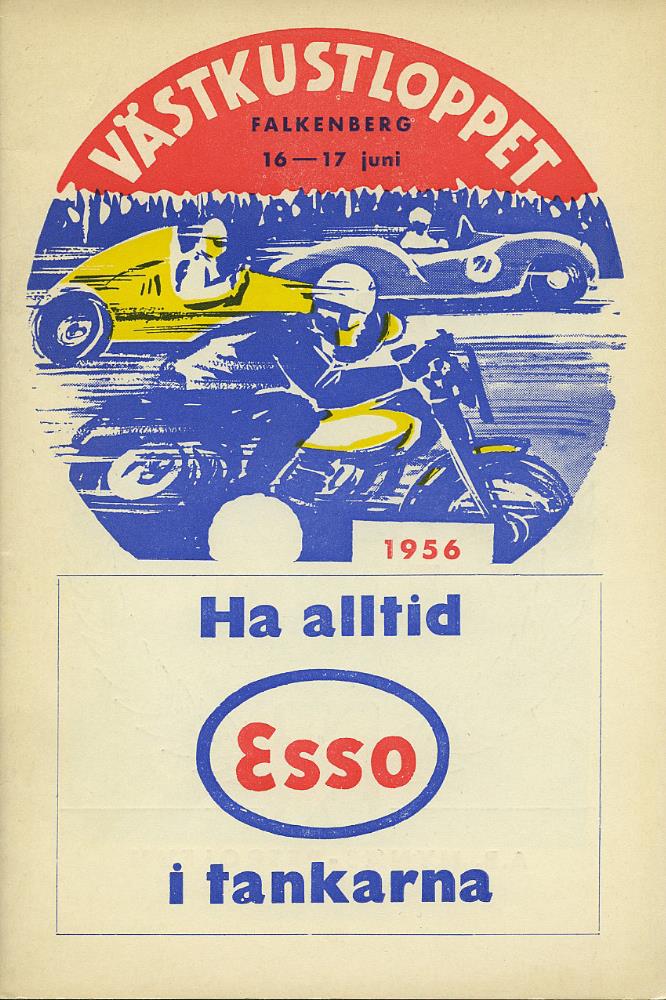 VÄSTKUSTLOPPET
FALKENBERG
16—17 juni
1956
Ha alltid
Esso
i tankarna